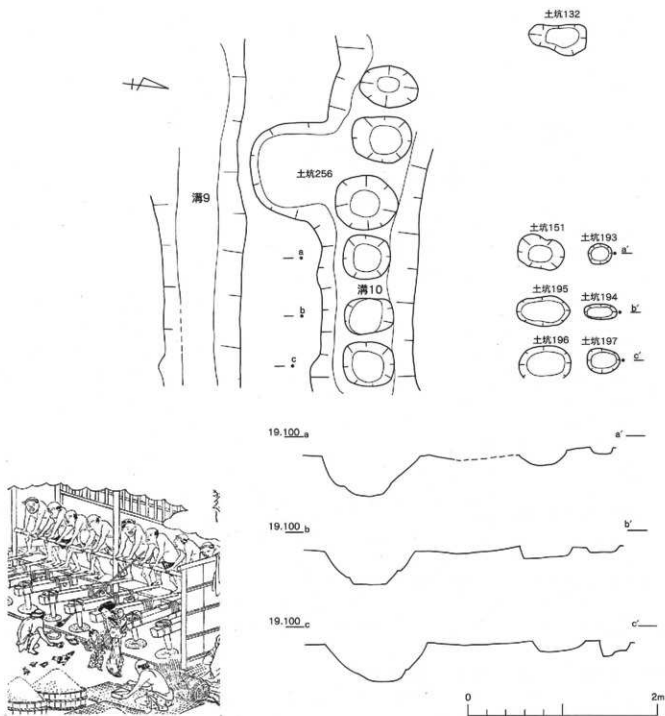 土坑132
土坑256
溝9
a
溝10
b
c
土坑151
土坑193
a′
土坑195
土坑194
b′
土坑196
土坑197
c′
19.100 a
a′
19.100 b
b′
19.100 c
c′
0
2m